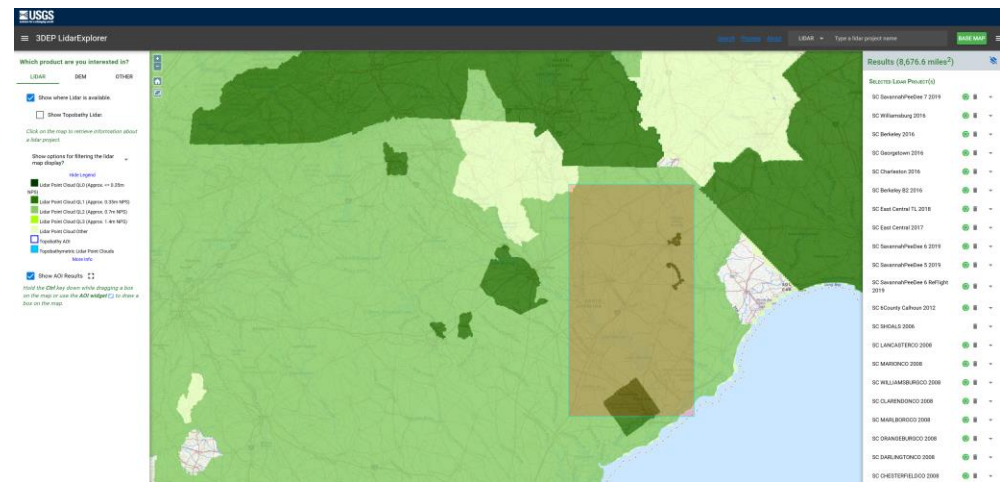 USGS
3DEP LidarExplorer
LIDAR
Type a lidar project name
BASE MAP
Which product are you interested in?
LIDAR DEM OTHER
Show where Lidar is available.
Show Topobathy Lidar.
Click on the map to retrieve information about
a lidar project.
Show options for filtering the lidar
map display?
Hide Legend
Lidar Point Cloud QL0 (Approx. <= 0.35m
NPS)
Lidar Point Cloud QL1 (Approx. 0.35m NPS)
Lidar Point Cloud QL2 (Approx. 0.7m NPS)
Lidar Point Cloud QL3 (Approx. 1.4m NPS)
Lidar Point Cloud Other
Topobathy AOI
Topobathymetric Lidar Point Clouds
More Info.
Show AOI Results
Hold the Ctrl key down while dragging a box
on the map or use the AOI widget to draw a
box on the map.
Results (8,676.6 miles2)
Selected Lidar Project(s)
SC SavannahPeeDee 7 2019
SC Williamsburg 2016
SC Berkeley 2016
SC Georgetown 2016
SC Charleston 2016
SC Berkeley B2 2016
SC East Central TL 2018
SC East Central 2017
SC SavannahPeeDee 6 2019
SC SavannahPeeDee 5 2019
SC SavannahPeeDee 6 ReFlight
2019
SC 6County Calhoun 2012
SC SHOALS 2006
SC LANCASTERCO 2008
SC MARIONCO 2008
SC WILLIAMSBURGCO 2008
SC CLARENDONCO 2008
SC MARLBOROCO 2008
SC ORANGEBURGCO 2008
SC DARLINGTONCO 2008
SC CHESTERFIELDCO 2008